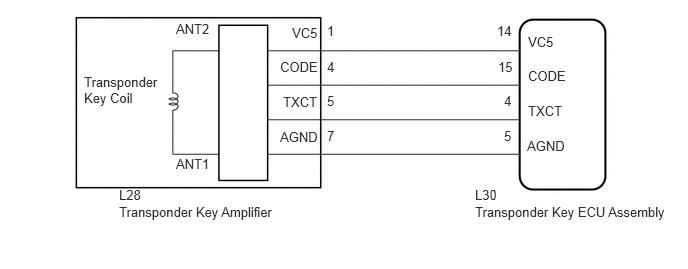 ANT2
VC5 1 14 VC5
CODE 4 15 CODE
Transponder
Key Coil
TXCT 5 4 TXCT
AGND 7 5 AGND
ANT1
L28
Transponder Key Amplifier
L30
Transponder Key ECU Assembly